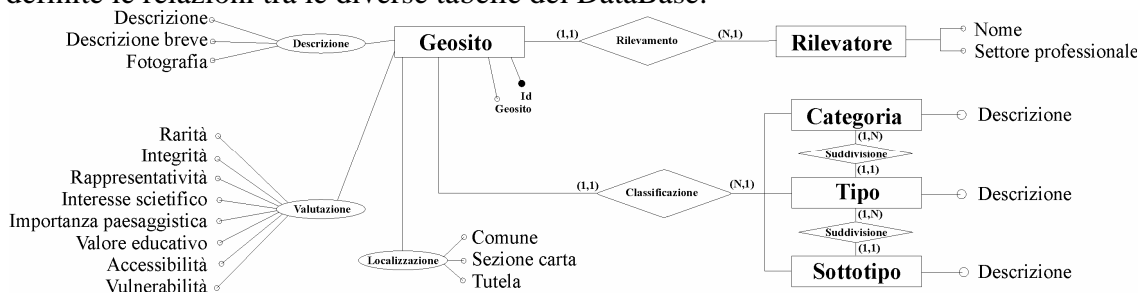 definite le relazioni tra le diverse tabelle del DataBase.
Descrizione
Descrizione breve
Fotografia
Descrizione
Geosito
(1,1)
Rilevamento
(N,1)
Rilevatore
Nome
Settore professionale
Id
Geosito
Rarità
Integrità
Rappresentatività
Interesse scietifico
Importanza paesaggistica
Valore educativo
Accessibilità
Vulnerabilità
Valutazione
Localizzazione
Comune
Sezione carta
Tutela
(1,1)
Classificazione
(N,1)
Categoria
Descrizione
(1,N)
Suddivisione
(1,1)
Tipo
Descrizione
(1,N)
Suddivisione
(1,1)
Sottotipo
Descrizione